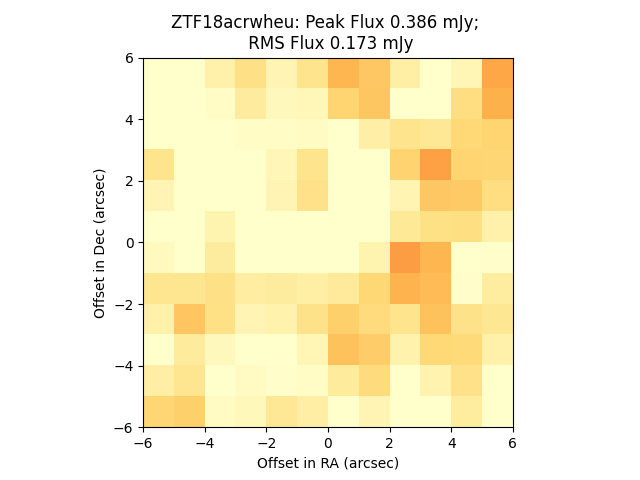 ZTF18acrwheu: Peak Flux 0.386 mJy;
RMS Flux 0.173 mJy
6
4
2
0
−2
−4
−6
Offset in Dec (arcsec)
−6 −4 −2 0 2 4 6
Offset in RA (arcsec)